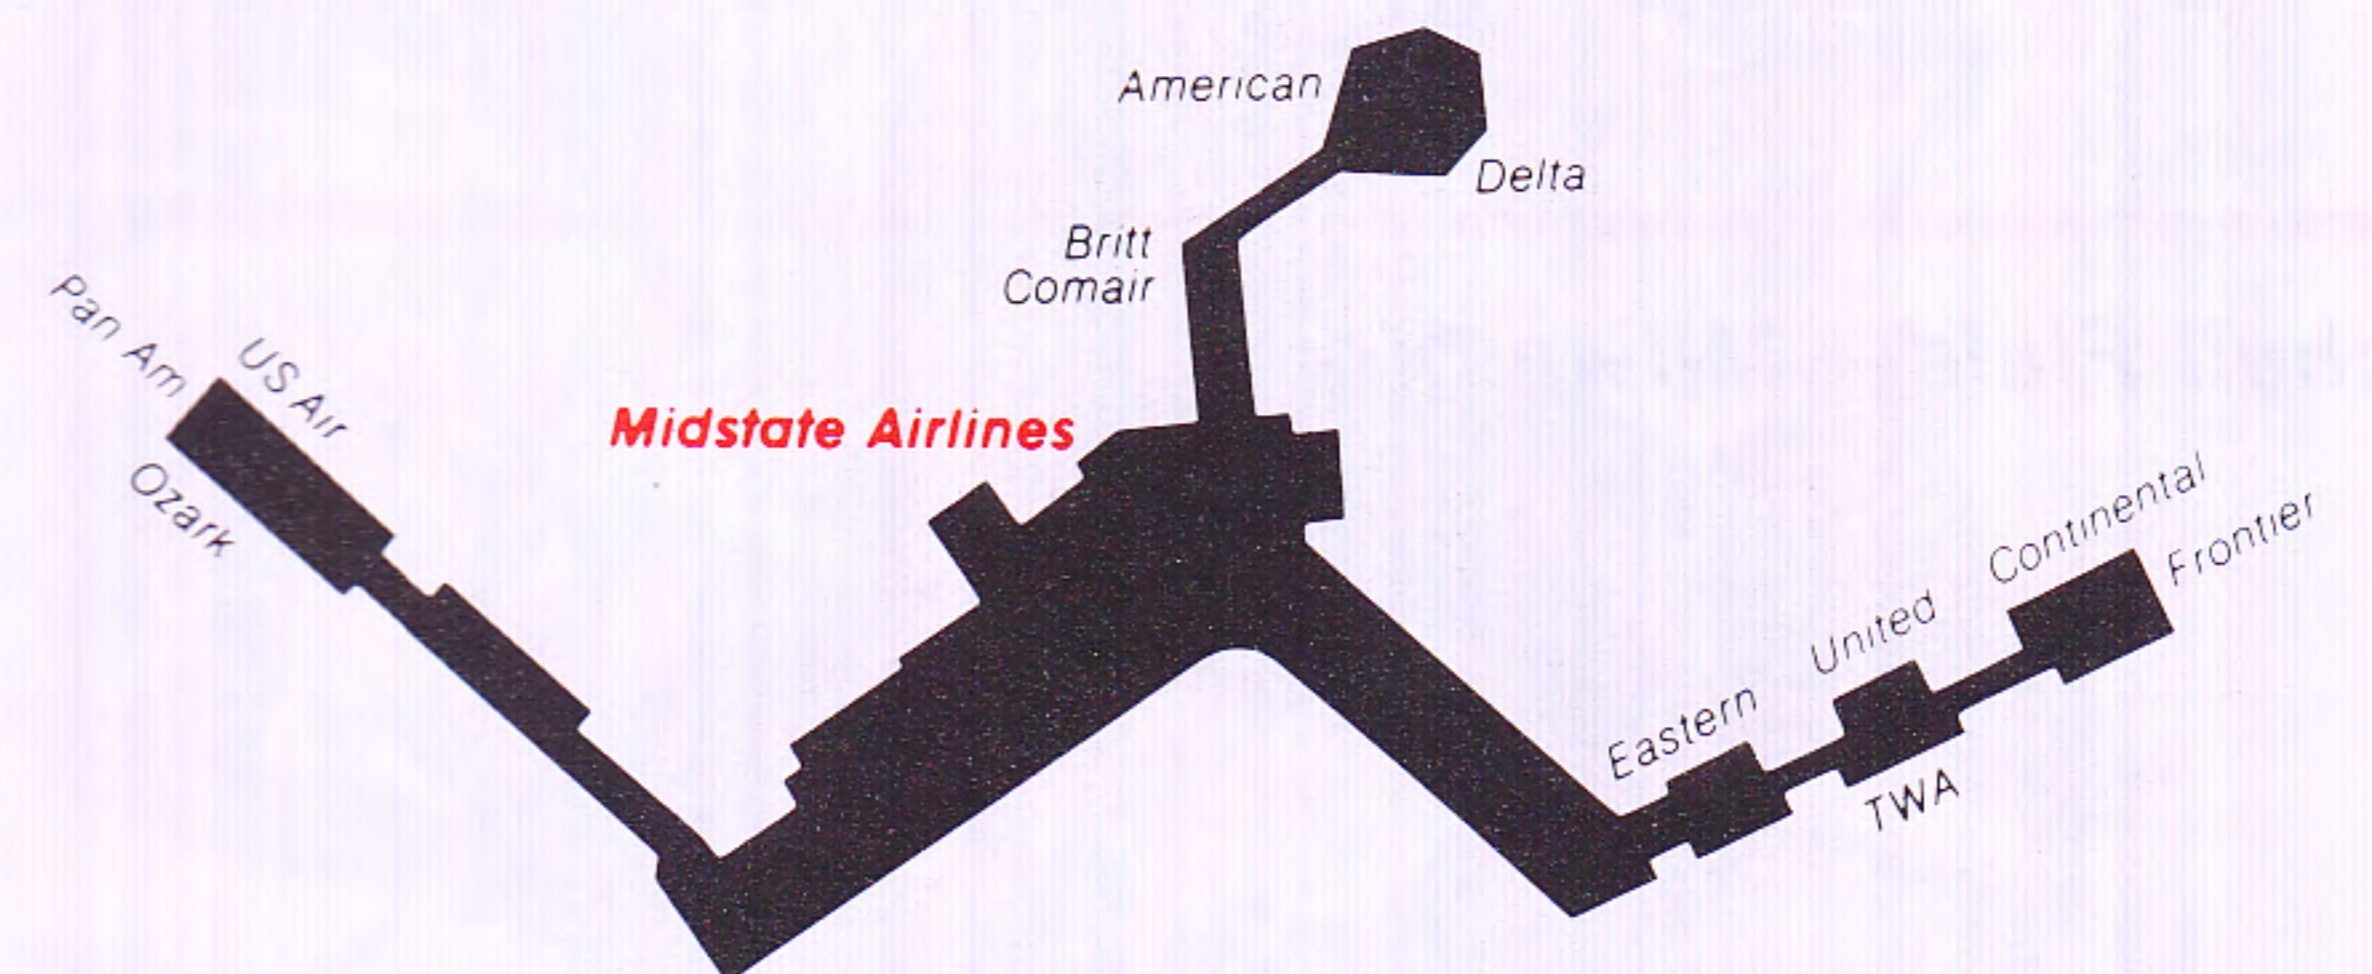 American
Delta
Britt
Comair
Pan Am
US Air
Midstate Airlines
Ozark
Continental
Frontier
United
Eastern
TWA